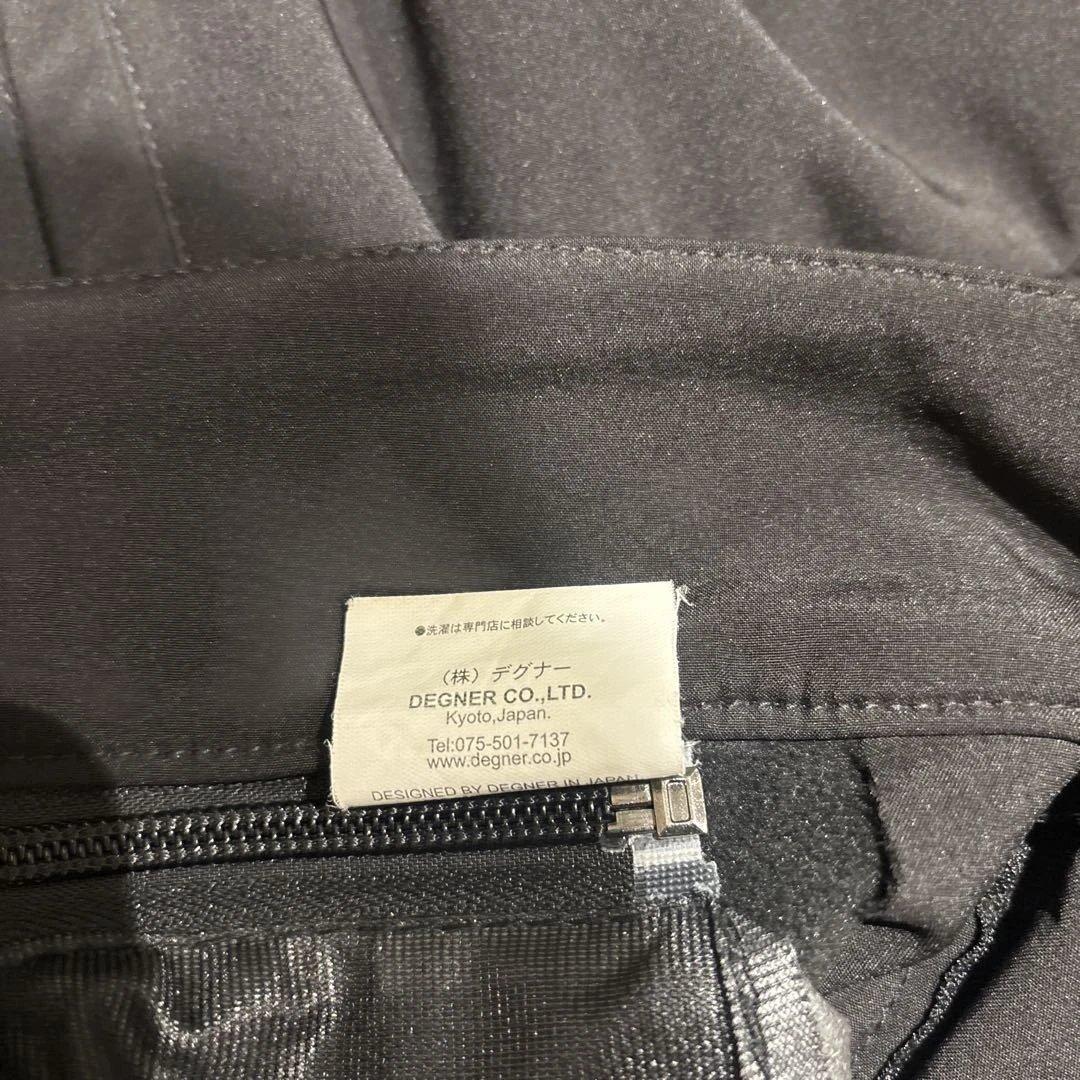 ●洗濯は専門店に相談してください。
（株）デグナー
DEGNER CO.,LTD.
Kyoto,Japan.
Tel:075-501-7137
www.degner.co.jp
DESIGNED BY DEGNER IN JAPAN